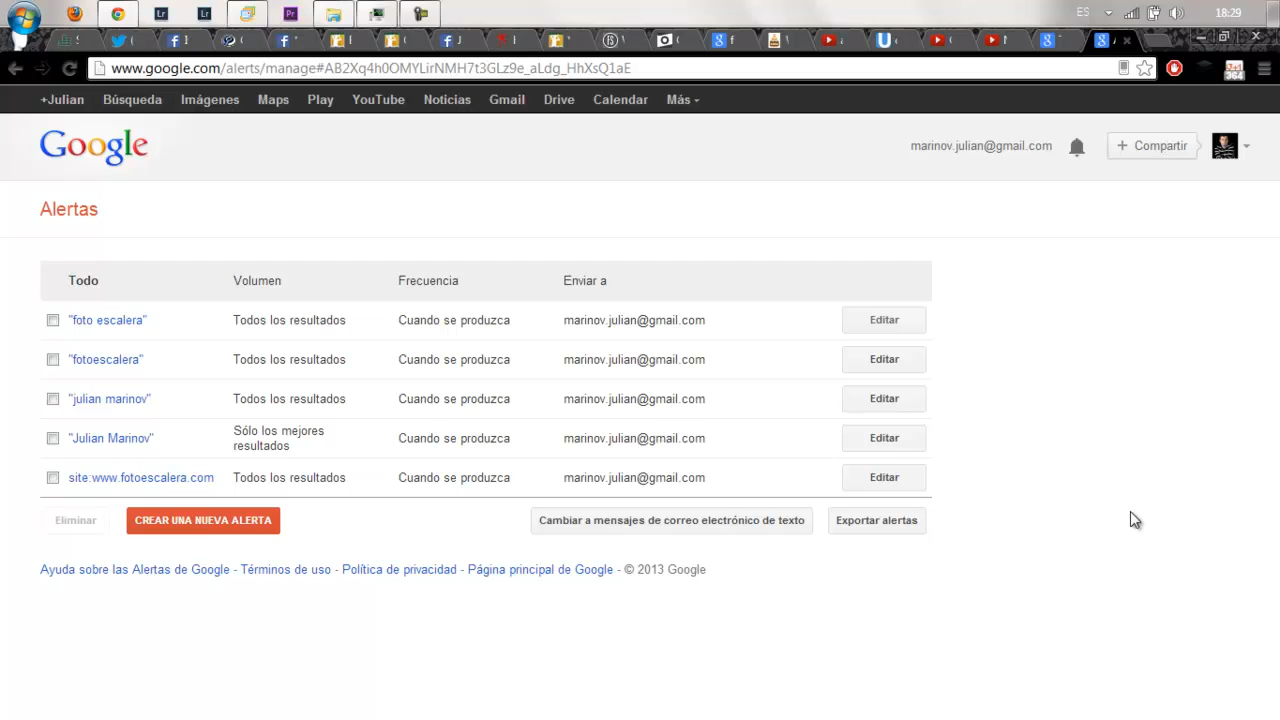 ES 18:29
www.google.com/alerts/manage#AB2Xq4h0OMYLirNMH7t3GLz9e_aLdg_HhXsQ1aE
+Julian Búsqueda Imágenes Maps Play YouTube Noticias Gmail Drive Calendar Más
Google marinov.julian@gmail.com + Compartir
Alertas
Todo Volumen Frecuencia Enviar a
"foto escalera" Todos los resultados Cuando se produzca marinov.julian@gmail.com Editar
"fotoescalera" Todos los resultados Cuando se produzca marinov.julian@gmail.com Editar
"julian marinov" Todos los resultados Cuando se produzca marinov.julian@gmail.com Editar
"Julian Marinov" Sólo los mejores resultados Cuando se produzca marinov.julian@gmail.com Editar
site:www.fotoescalera.com Todos los resultados Cuando se produzca marinov.julian@gmail.com Editar
Eliminar CREAR UNA NUEVA ALERTA Cambiar a mensajes de correo electrónico de texto Exportar alertas
Ayuda sobre las Alertas de Google - Términos de uso - Política de privacidad - Página principal de Google - © 2013 Google